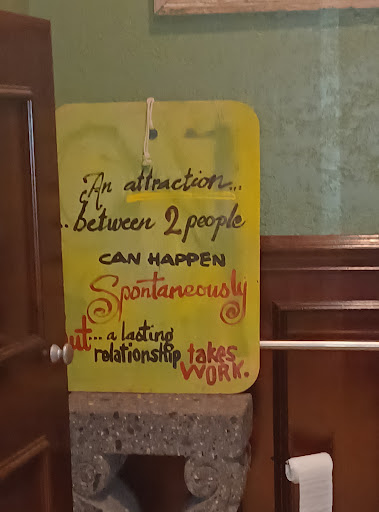 An attraction...
..between 2 people
CAN HAPPEN
Spontaneously
ut... a lasting
relationship takes
WORK.